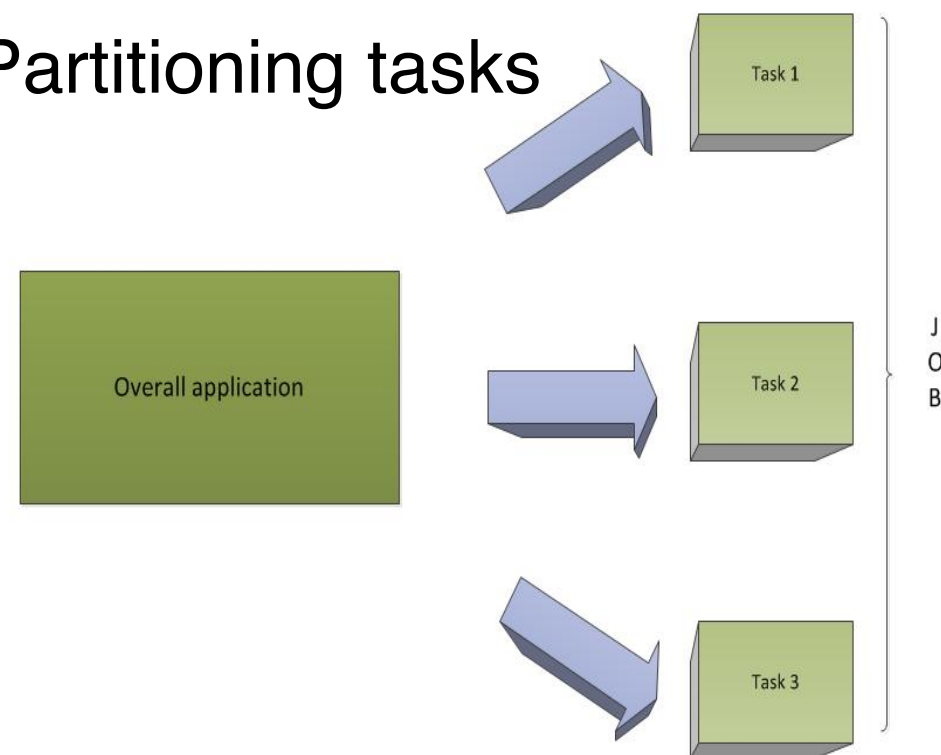 Partitioning tasks
Task 1
Overall application
Task 2
Task 3
J
O
B